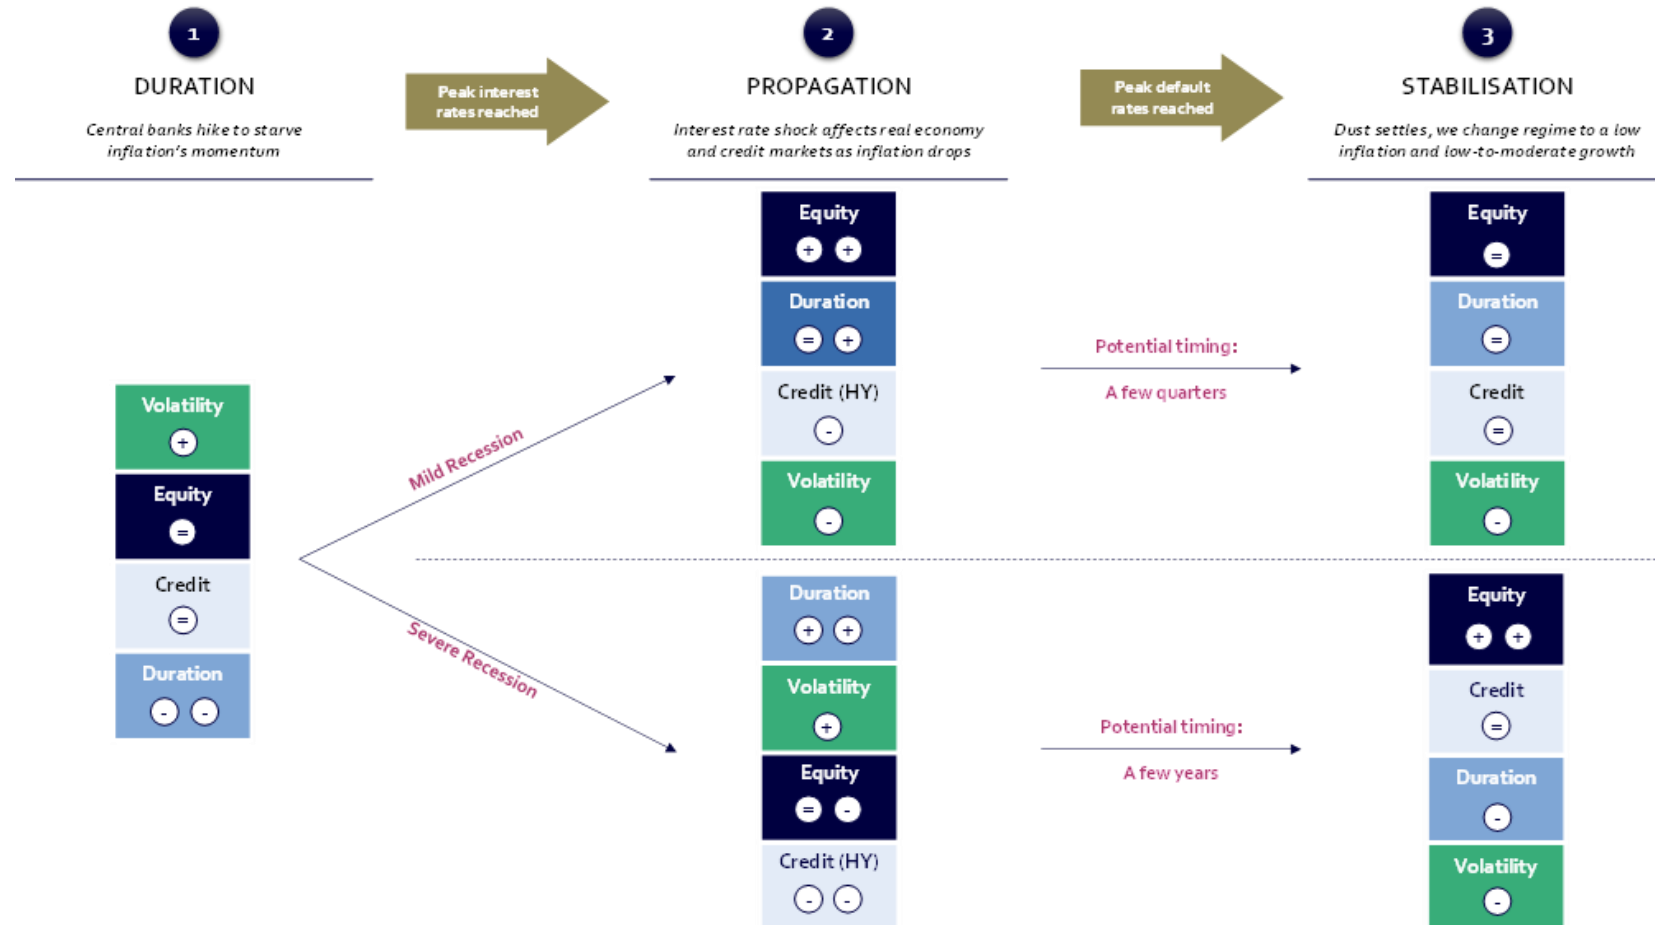 1
DURATION
Central banks hike to starve
inflation's momentum
Peak interest
rates reached
2
PROPAGATION
Interest rate shock affects real economy
and credit markets as inflation drops
Peak default
rates reached
3
STABILISATION
Dust settles, we change regime to a low
inflation and low-to-moderate growth
Volatility
+
Equity
=
Credit
=
Duration
- -
Mild Recession
Severe Recession
Equity
+ +
Duration
= +
Credit (HY)
-
Volatility
-
Potential timing:
A few quarters
Equity
=
Duration
=
Credit
=
Volatility
-
Duration
+ +
Volatility
+
Equity
= -
Credit (HY)
- -
Potential timing:
A few years
Equity
+ +
Credit
=
Duration
-
Volatility
-